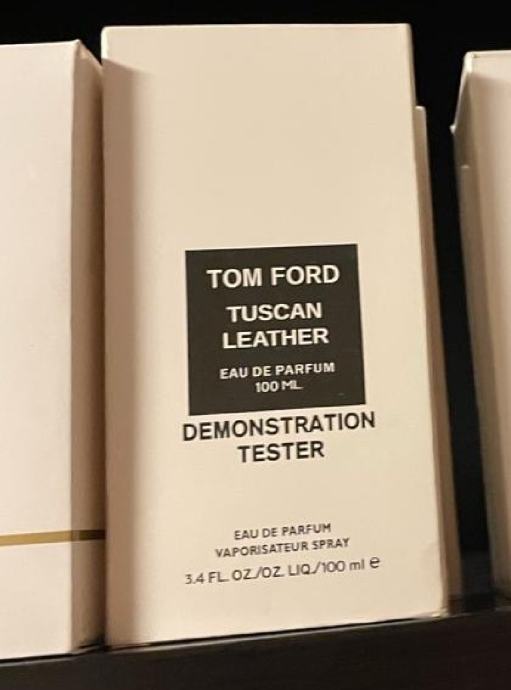 TOM FORD
TUSCAN
LEATHER
EAU DE PARFUM
100 ML
DEMONSTRATION
TESTER
EAU DE PARFUM
VAPORISATEUR SPRAY
3.4 FL. OZ./OZ. LIQ./100 ml e